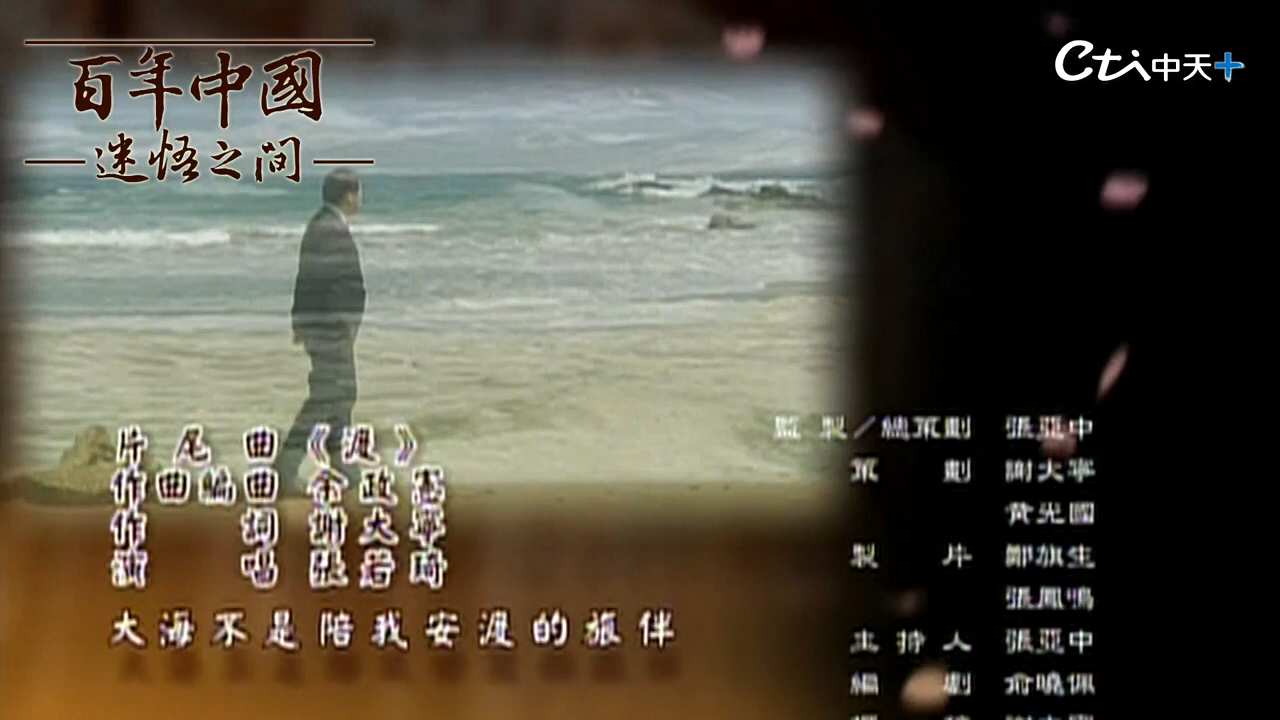 百年中國
迷悟之間
Cti中天+
片尾曲《渡》
作曲編曲 余政憲
作詞 謝大寧
演唱 張若琦
大海不是陪我安渡的旅伴
監製/總策劃 張亞中
策劃 謝大寧
黃光國
製片 鄭旗生
張鳳鳴
主持人 張亞中
編劇 俞曉佩